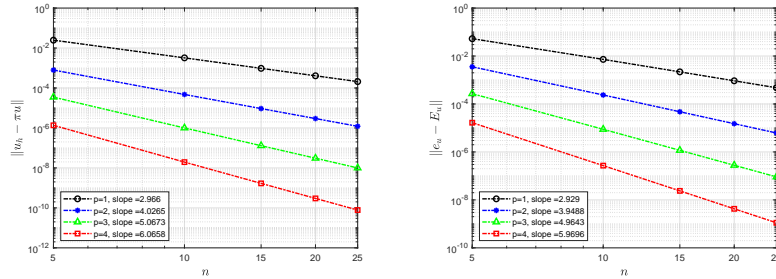 10^0
10^-2
10^-4
10^-6
10^-8
10^-10
10^-12
‖u_h − πu‖
p=1, slope =2.966
p=2, slope =4.0265
p=3, slope =5.0673
p=4, slope =6.0658
5 10 15 20 25
n
10^0
10^-2
10^-4
10^-6
10^-8
10^-10
‖e_u − E_u‖
p=1, slope =2.929
p=2, slope =3.9488
p=3, slope =4.9643
p=4, slope =5.9696
5 10 15 20 25
n